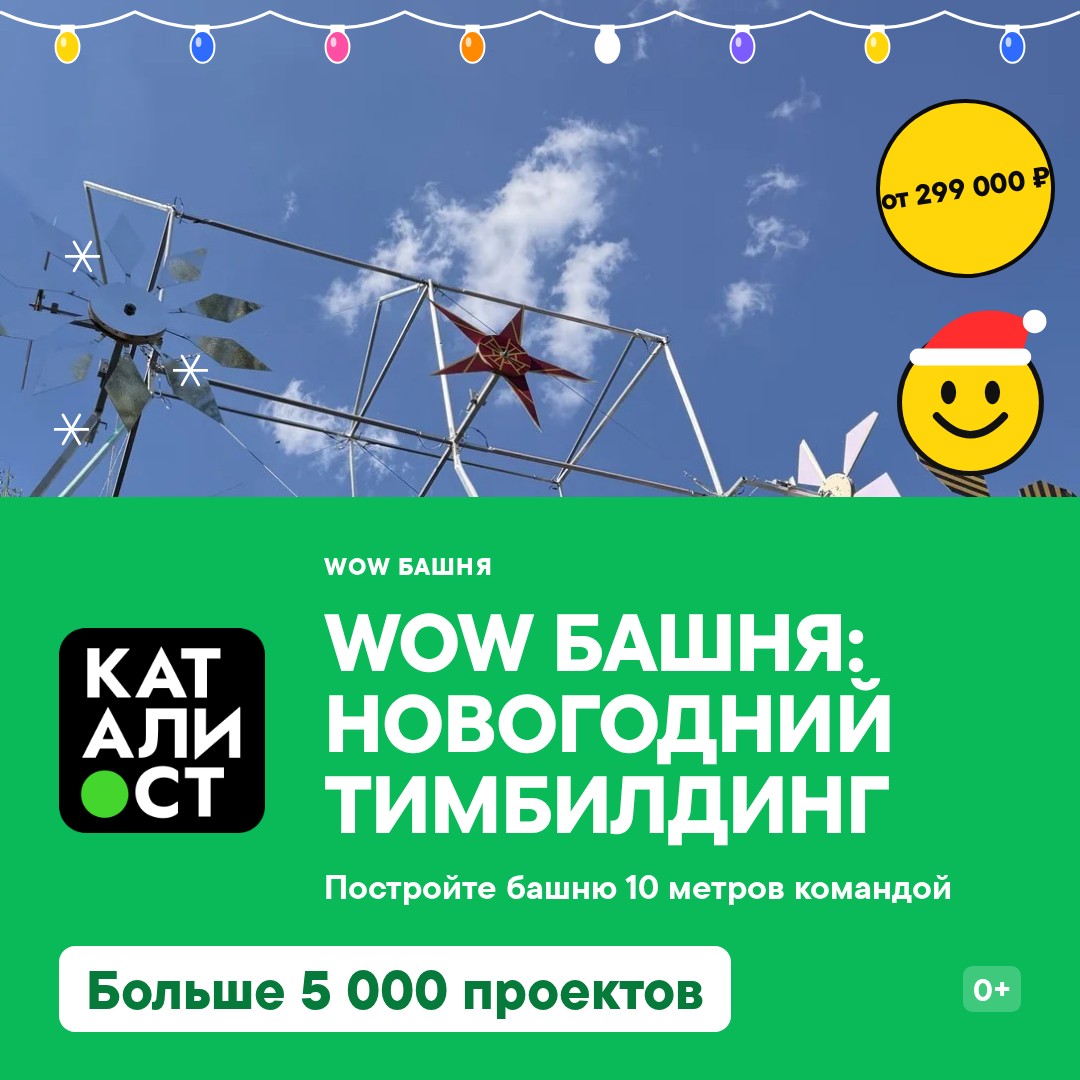 от 299 000 ₽
WOW БАШНЯ
КАТ
АЛИ
СТ
WOW БАШНЯ:
НОВОГОДНИЙ
ТИМБИЛДИНГ
Постройте башню 10 метров командой
Больше 5 000 проектов
0+